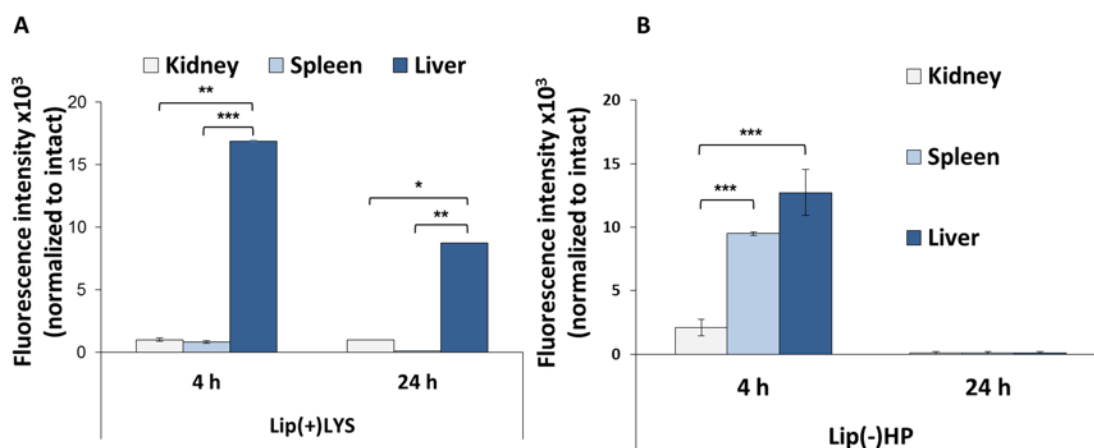 A
Kidney Spleen Liver
Fluorescence intensity x10³
(normalized to intact)
20
15
10
5
0
**
***
*
**
4 h
24 h
Lip(+)LYS
B
Kidney
Spleen
Liver
Fluorescence intensity x10³
(normalized to intact)
20
15
10
5
0
***
***
4 h
24 h
Lip(-)HP